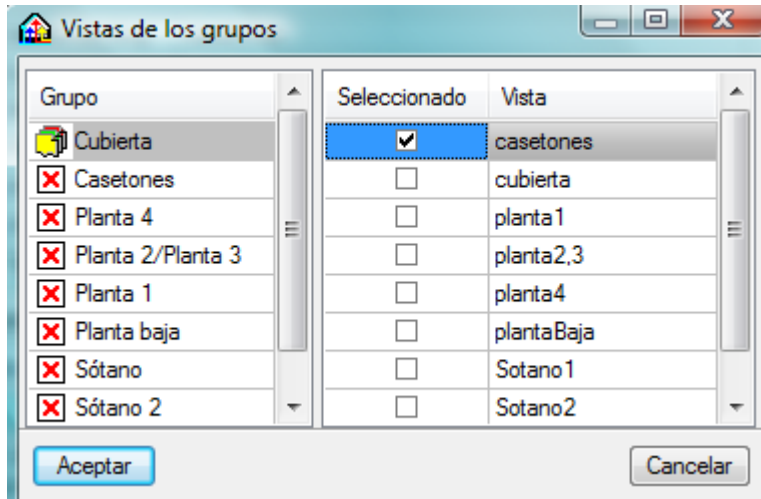 Vistas de los grupos
Grupo Seleccionado Vista
Cubierta casetones
Casetones cubierta
Planta 4 planta1
Planta 2/Planta 3 planta2,3
Planta 1 planta4
Planta baja plantaBaja
Sótano Sotano1
Sótano 2 Sotano2
Aceptar Cancelar